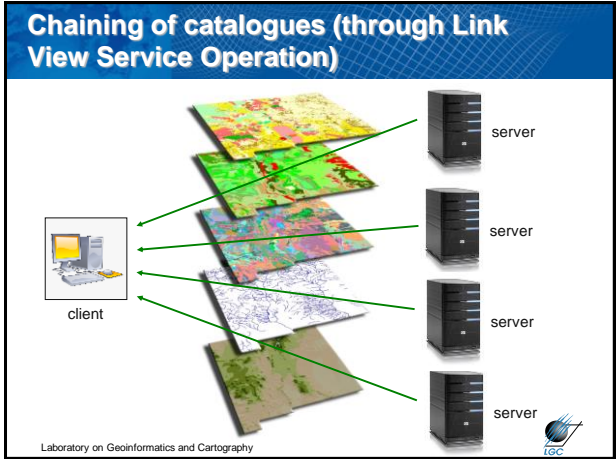 Chaining of catalogues (through Link
View Service Operation)
server
server
client
server
server
Laboratory on Geoinformatics and Cartography
LGC